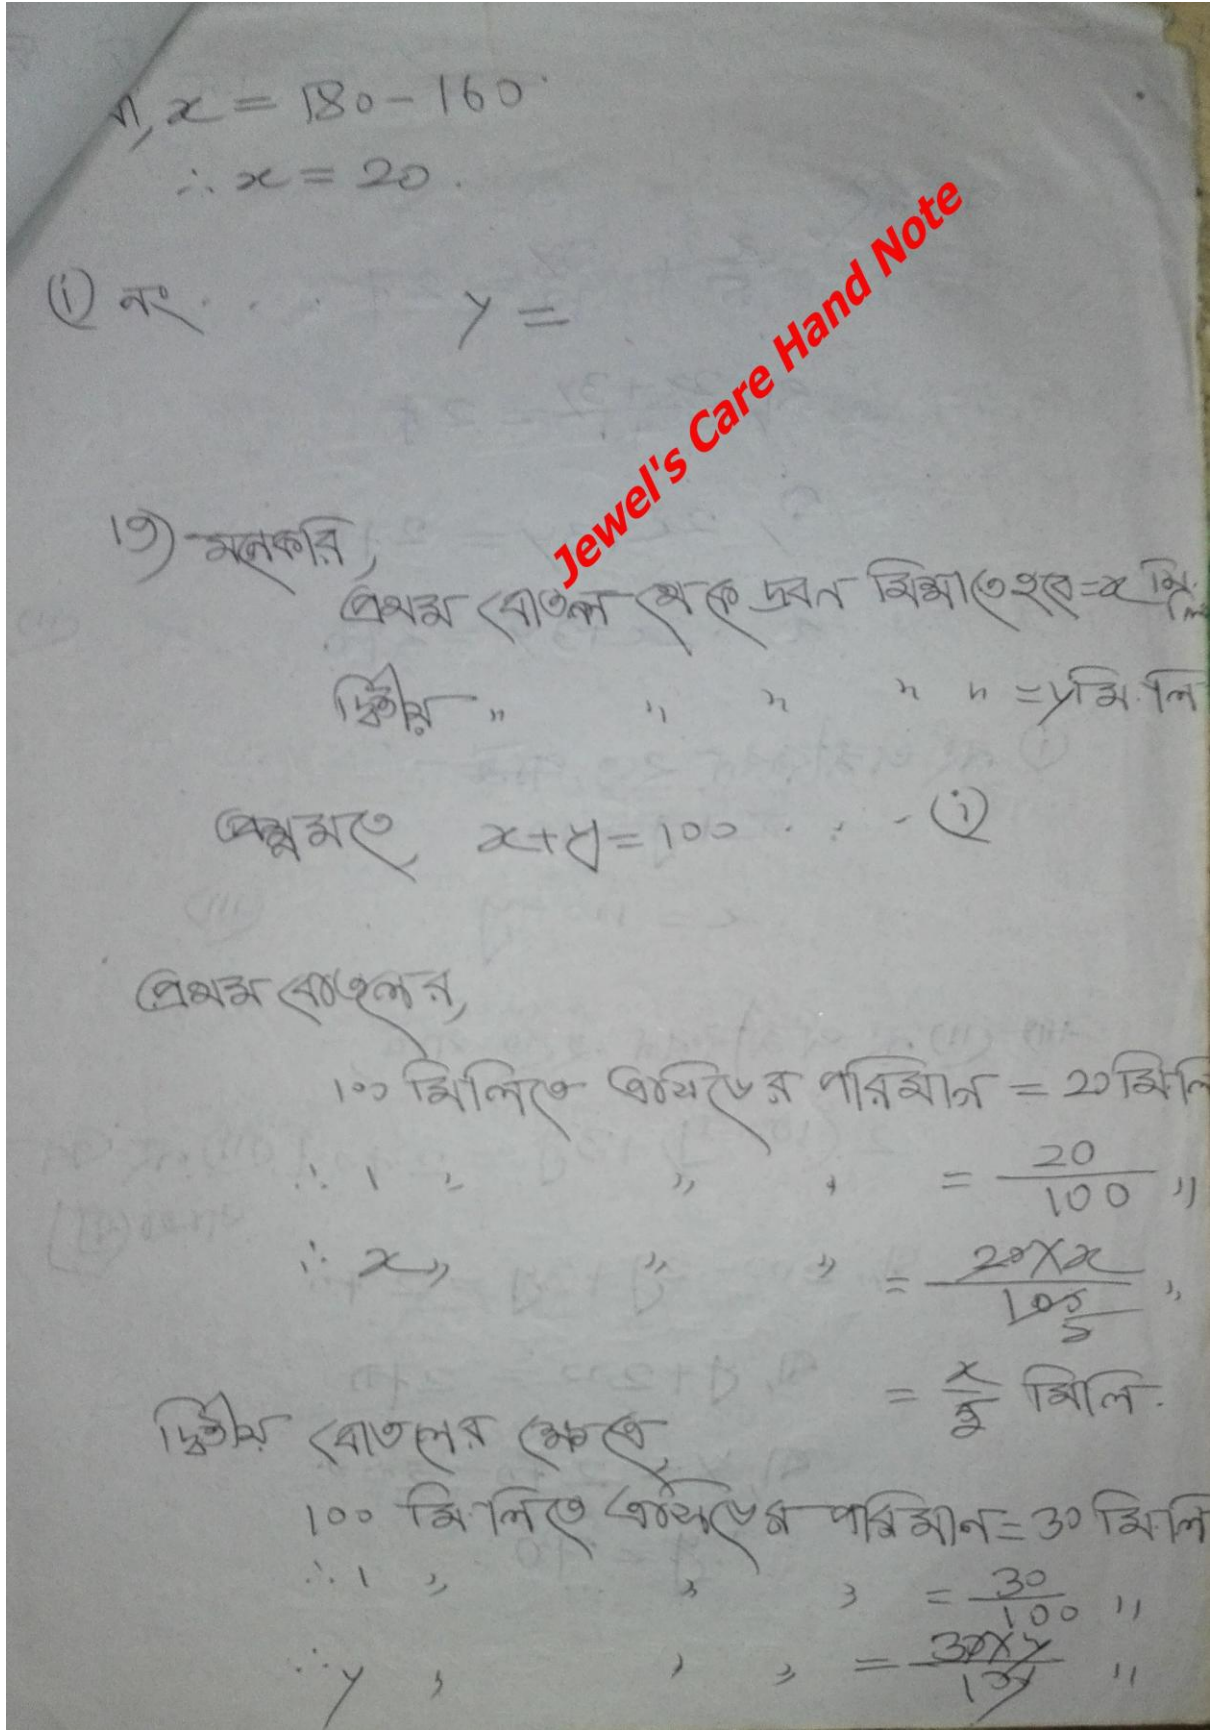 বা, x = 180 - 160
∴ x = 20.
(i) নং . . . y =
Jewel's Care Hand Note
19) মনেকরি,
প্রথম বোতল থেকে দ্রবন মিশাতে হবে = x মি.লি
দ্বিতীয় " " " " " = y মি.লি
প্রশ্নমতে, x + y = 100 . . . (i)
প্রথম বোতলের,
100 মিলিতে এসিডের পরিমান = 20 মিলি
∴ 1 " " " = 20/100 "
∴ x " " " = 20×x/100 5 "
= x/5 মিলি.
দ্বিতীয় বোতলের ক্ষেত্রে,
100 মি.লিতে এসিডের পরিমান = 30 মি.লি
∴ 1 " " " = 30/100 "
∴ y " " " = 30×y/100 "